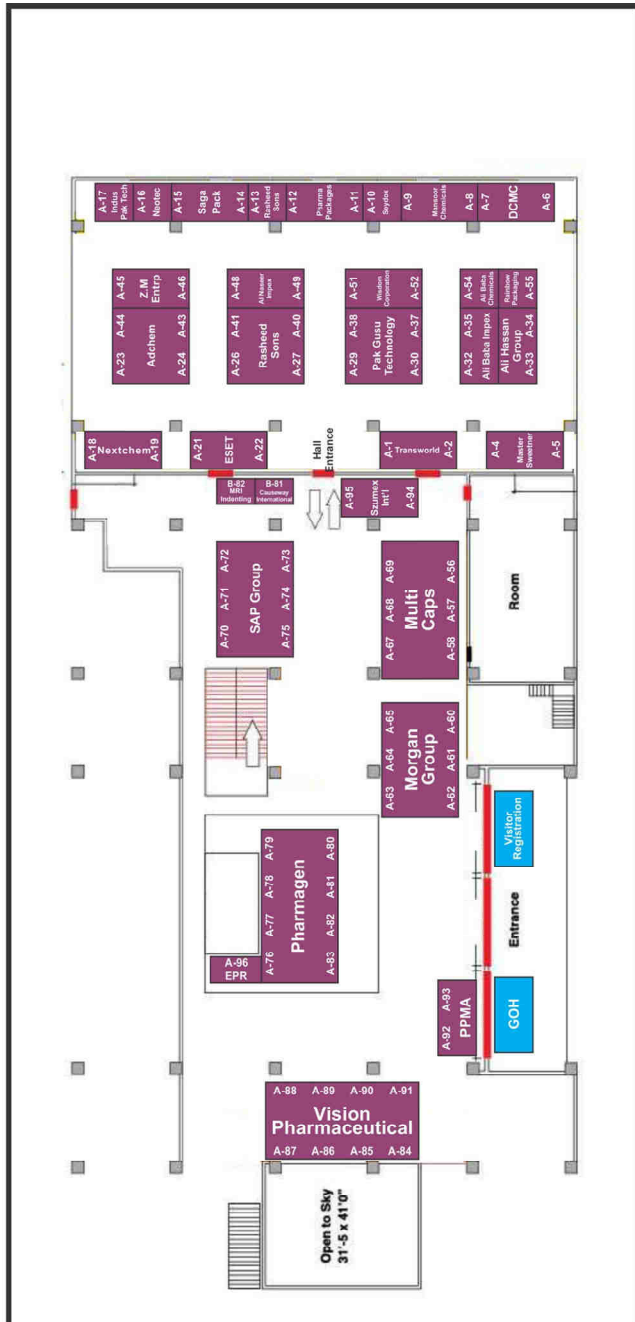 A-17
Indus
Pak Tech
A-16
Neotec
A-15
Saga
Pack
A-14
A-13
Rasheed
Sons
A-12
Pharma
Packages
A-11
A-10
Seydox
A-9
Mansoor
Chemicals
A-8
A-7
DCMC
A-6
A-45
Z.M
Entrp
A-46
A-44
A-23
Adchem
A-43
A-24
A-48
Al Nasser
Impex
A-49
A-41
A-26
Rasheed
Sons
A-40
A-27
A-51
Wisdon
Corporation
A-52
A-38
A-29
Pak Gusu
Technology
A-37
A-30
A-54
Ali Baba
Chemicals
Rainbow
Packaging
A-55
A-35
A-32
Ali Baba Impex
Ali Hassan
Group
A-34
A-33
A-18
Nextchem
A-19
A-21
ESET
A-22
Hall
Entrance
A-1
Transworld
A-2
A-4
Master
Sweetner
A-5
B-82
MRI
Indenting
B-81
Causeway
International
A-95
Szumex
Int'l
A-94
A-72
A-71
A-70
SAP Group
A-73
A-74
A-75
A-69
A-68
A-67
Multi
Caps
A-56
A-57
A-58
Room
A-65
A-64
A-63
Morgan
Group
A-60
A-61
A-62
Visitor
Registration
Entrance
GOH
A-79
A-78
A-77
A-76
Pharmagen
A-80
A-81
A-82
A-83
A-96
EPR
A-93
A-92
PPMA
A-88 A-89 A-90 A-91
Vision
Pharmaceutical
A-87 A-86 A-85 A-84
Open to Sky
31'-5 x 41'0"